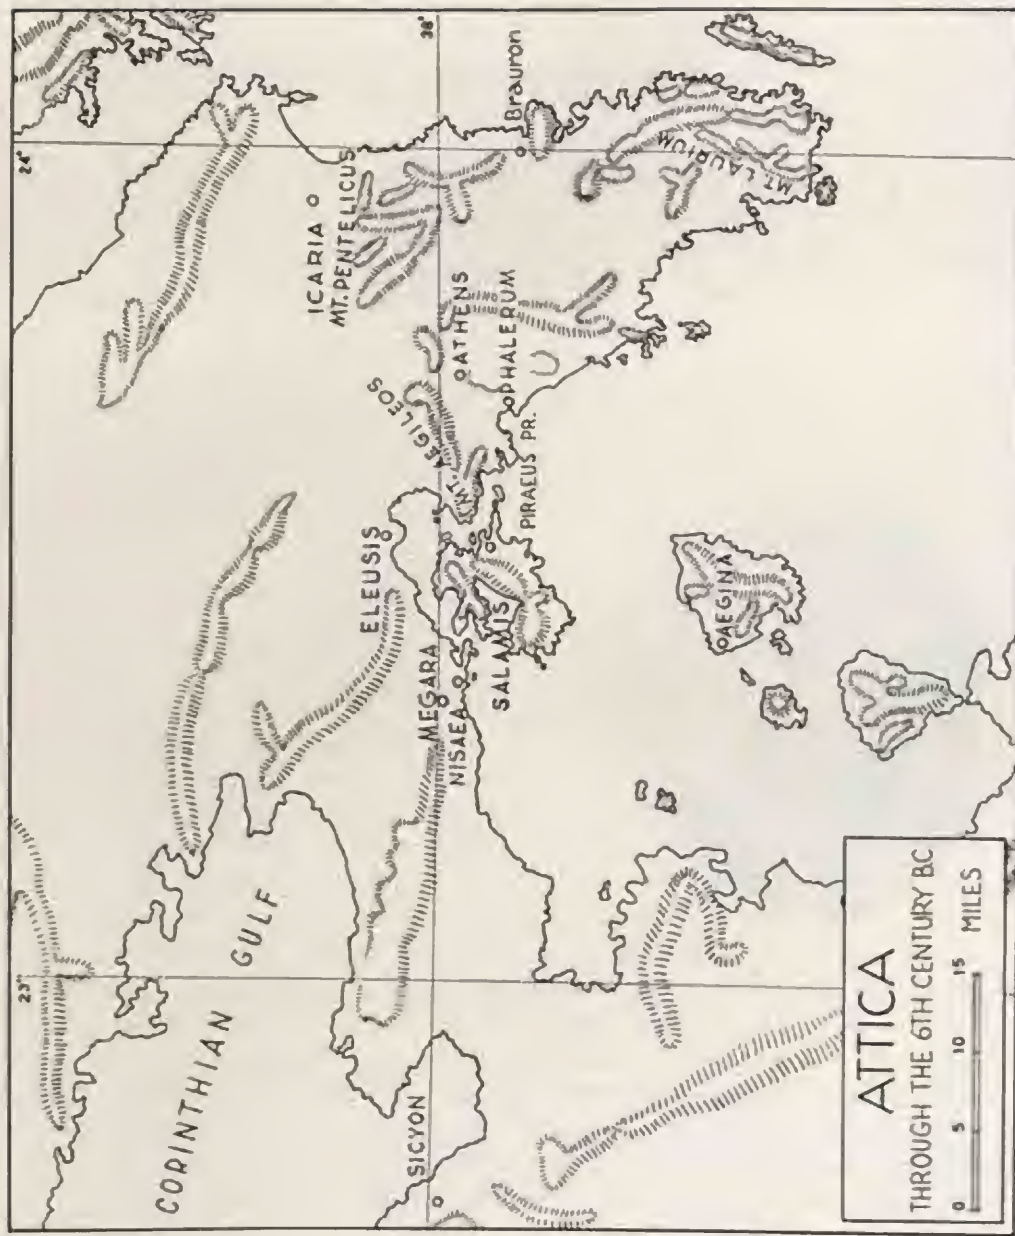 24°
23°
38°
ICARIA
MT. PENTELICUS
Brauron
MT. LAURIUM
ATHENS
PHALERUM
MT. AEGILEOS
PIRAEUS PR.
ELEUSIS
MEGARA
NISAEA
SALAMIS
AEGINA
CORINTHIAN GULF
SICYON
ATTICA
THROUGH THE 6TH CENTURY B.C
0 5 10 15 MILES